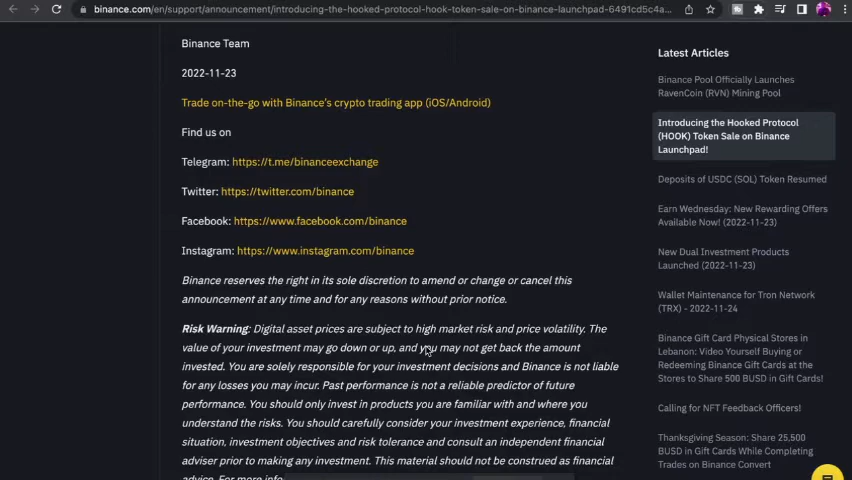 binance.com/en/support/announcement/introducing-the-hooked-protocol-hook-token-sale-on-binance-launchpad-6491cd5c4a...
Binance Team
2022-11-23
Trade on-the-go with Binance's crypto trading app (iOS/Android)
Find us on
Telegram: https://t.me/binanceexchange
Twitter: https://twitter.com/binance
Facebook: https://www.facebook.com/binance
Instagram: https://www.instagram.com/binance
Binance reserves the right in its sole discretion to amend or change or cancel this
announcement at any time and for any reasons without prior notice.
Risk Warning: Digital asset prices are subject to high market risk and price volatility. The
value of your investment may go down or up, and you may not get back the amount
invested. You are solely responsible for your investment decisions and Binance is not liable
for any losses you may incur. Past performance is not a reliable predictor of future
performance. You should only invest in products you are familiar with and where you
understand the risks. You should carefully consider your investment experience, financial
situation, investment objectives and risk tolerance and consult an independent financial
adviser prior to making any investment. This material should not be construed as financial
advice. For more info
Latest Articles
Binance Pool Officially Launches
RavenCoin (RVN) Mining Pool
Introducing the Hooked Protocol
(HOOK) Token Sale on Binance
Launchpad!
Deposits of USDC (SOL) Token Resumed
Earn Wednesday: New Rewarding Offers
Available Now! (2022-11-23)
New Dual Investment Products
Launched (2022-11-23)
Wallet Maintenance for Tron Network
(TRX) - 2022-11-24
Binance Gift Card Physical Stores in
Lebanon: Video Yourself Buying or
Redeeming Binance Gift Cards at the
Stores to Share 500 BUSD in Gift Cards!
Calling for NFT Feedback Officers!
Thanksgiving Season: Share 25,500
BUSD in Gift Cards While Completing
Trades on Binance Convert